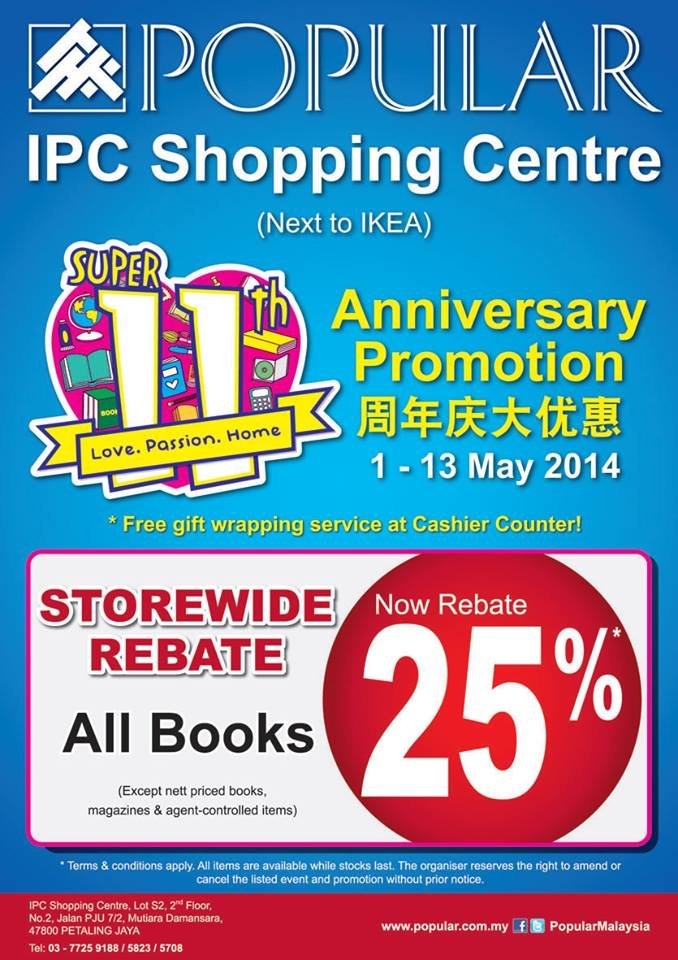 POPULAR
IPC Shopping Centre
(Next to IKEA)
SUPER
11th
BOOK
Love. Passion. Home
Anniversary
Promotion
周年庆大优惠
1 - 13 May 2014
* Free gift wrapping service at Cashier Counter!
STOREWIDE
REBATE
All Books
(Except nett priced books,
magazines & agent-controlled items)
Now Rebate
25%*
* Terms & conditions apply. All items are available while stocks last. The organiser reserves the right to amend or
cancel the listed event and promotion without prior notice.
IPC Shopping Centre, Lot S2, 2nd Floor,
No.2, Jalan PJU 7/2, Mutiara Damansara,
47800 PETALING JAYA
Tel: 03 - 7725 9188 / 5823 / 5708
www.popular.com.my f t PopularMalaysia